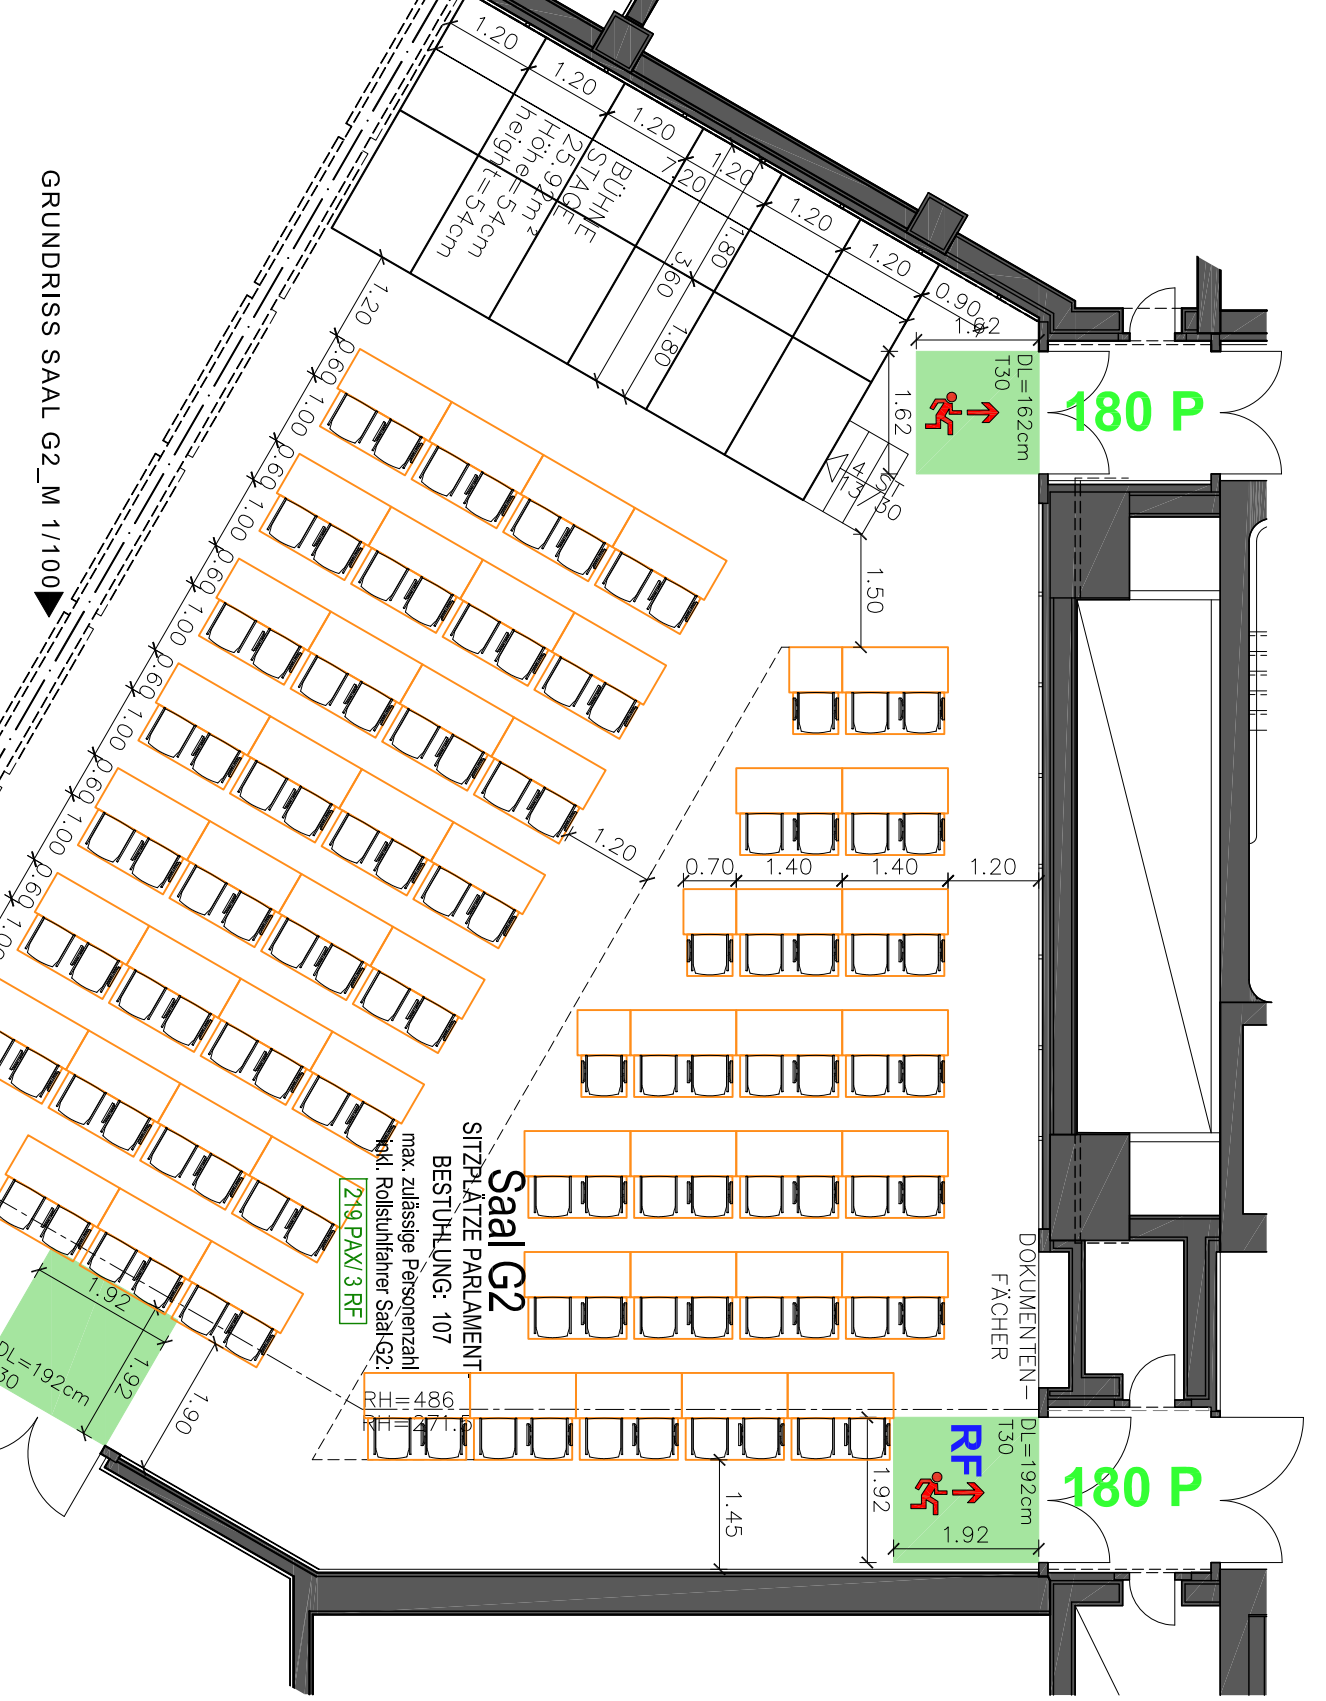 GRUNDRISS SAAL G2_M 1/100
BÜHNE
STAGE
25.92m²
Höhe=54cm
height=54cm
1.20
1.20
1.20
1.20
1.20
1.20
0.90
7.20
1.80
3.60
1.80
1.62
1.62
DL=162cm
T30
180 P
4 ST
13/30
1.50
1.20
0.60
1.00
0.60
1.00
0.60
1.00
0.60
1.00
0.60
1.00
0.60
1.00
1.20
0.70
1.40
1.40
1.20
Saal G2
SITZPLÄTZE PARLAMENT
BESTUHLUNG: 107
max. zulässige Personenzahl
inkl. Rollstuhlfahrer Saal G2:
219 PAX/ 3 RF
DOKUMENTEN-
FÄCHER
RH=486
RH=271.5
RF
DL=192cm
T30
180 P
1.92
1.92
1.45
1.92
1.92
1.90
DL=192cm